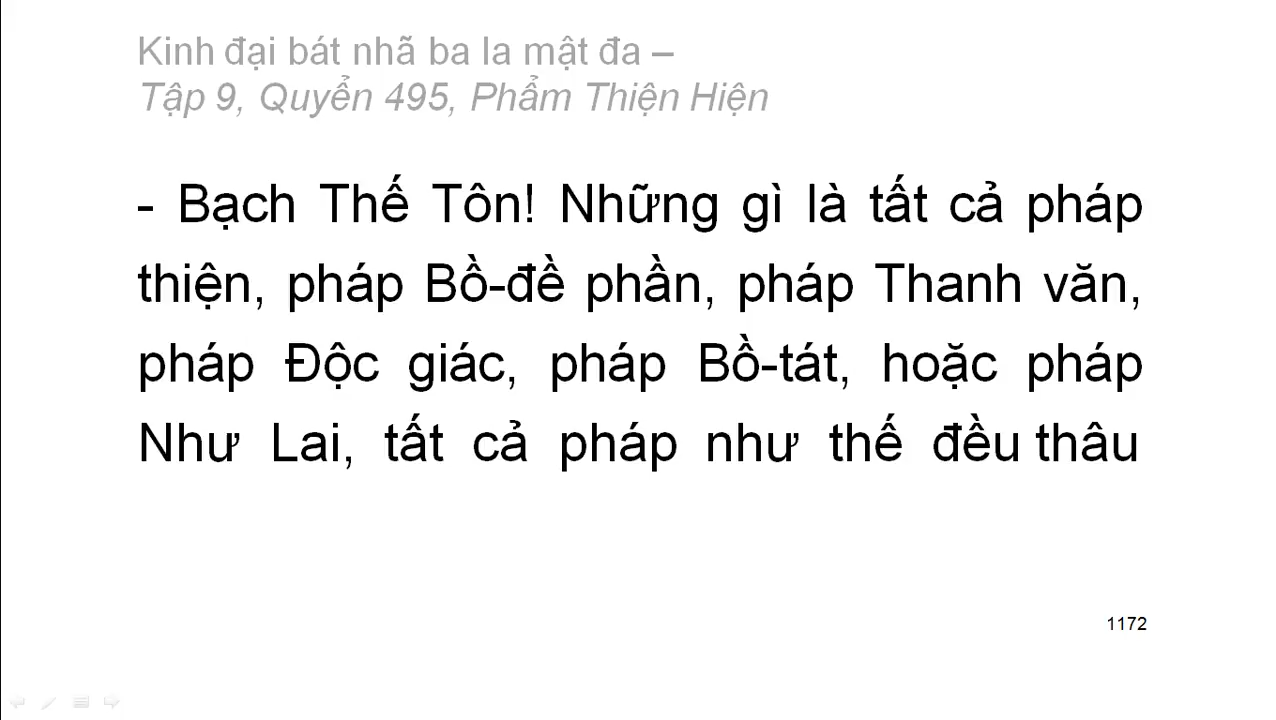 Kinh đại bát nhã ba la mật đa –
Tập 9, Quyển 495, Phẩm Thiện Hiện
- Bạch Thế Tôn! Những gì là tất cả pháp
thiện, pháp Bồ-đề phần, pháp Thanh văn,
pháp Độc giác, pháp Bồ-tát, hoặc pháp
Như Lai, tất cả pháp như thế đều thâu
1172